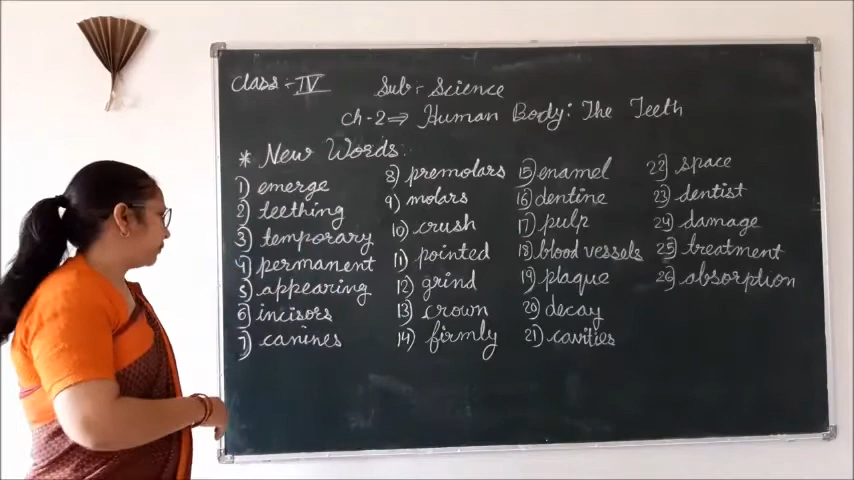 Class :- IV Sub - Science
Ch-2 ⇒ Human Body: The Teeth
* New Words:
1) emerge
2) teething
3) temporary
4) permanent
5) appearing
6) incisors
7) canines
8) premolars
9) molars
10) crush
11) pointed
12) grind
13) crown
14) firmly
15) enamel
16) dentine
17) pulp
18) blood vessels
19) plaque
20) decay
21) cavities
22) space
23) dentist
24) damage
25) treatment
26) absorption